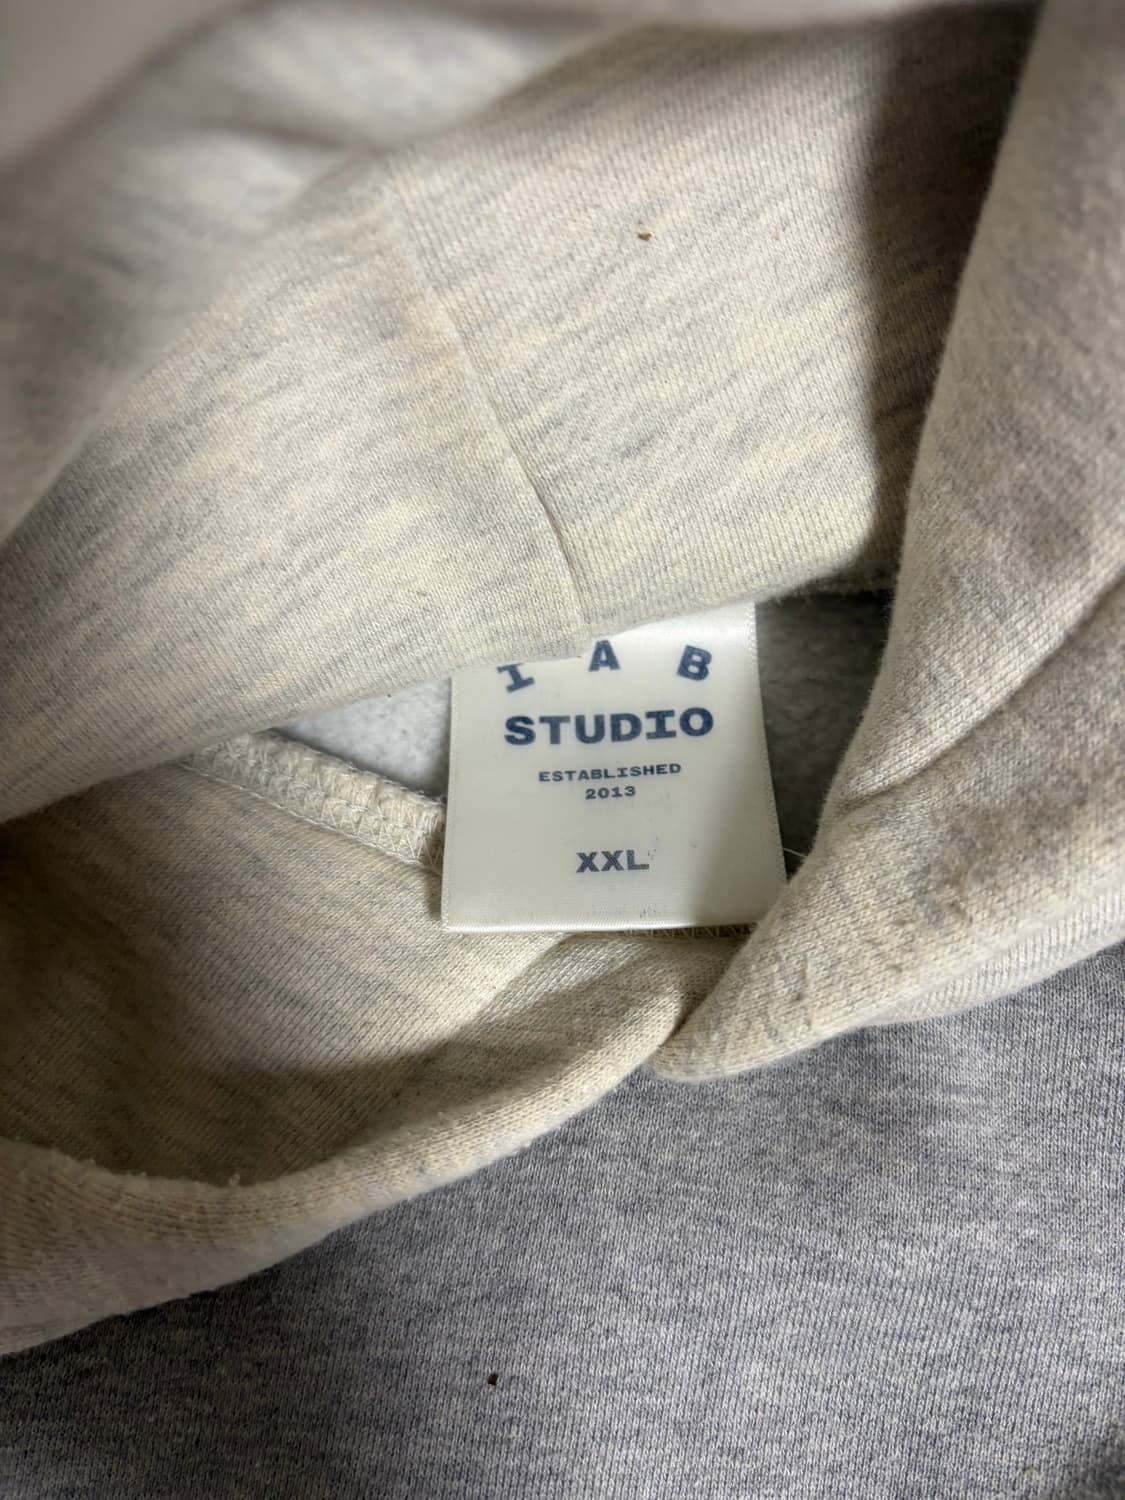 I A B
STUDIO
ESTABLISHED
2013
XXL